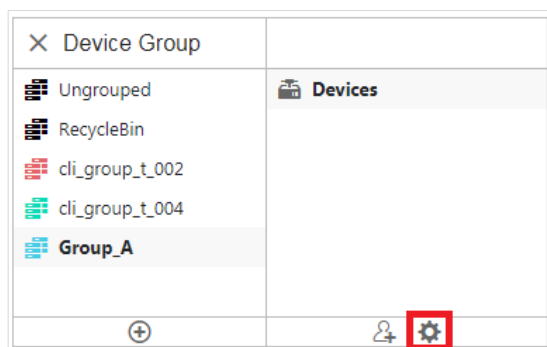 Device Group
Ungrouped
Devices
RecycleBin
cli_group_t_002
cli_group_t_004
Group_A